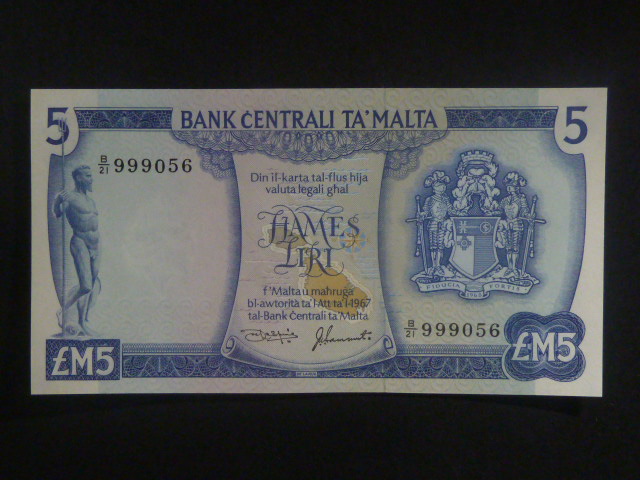 5 BANK ĊENTRALI TA' MALTA 5
B/21 999056
Din il-karta tal-flus hija
valuta legali għal
ĦAMES
LIRI
f'Malta u maħruġa
bl-awtorità ta' l-Att ta' l-1967
tal-Bank Ċentrali ta' Malta
FIDUCIA FORTIS
1968
B/21 999056
£M5 £M5